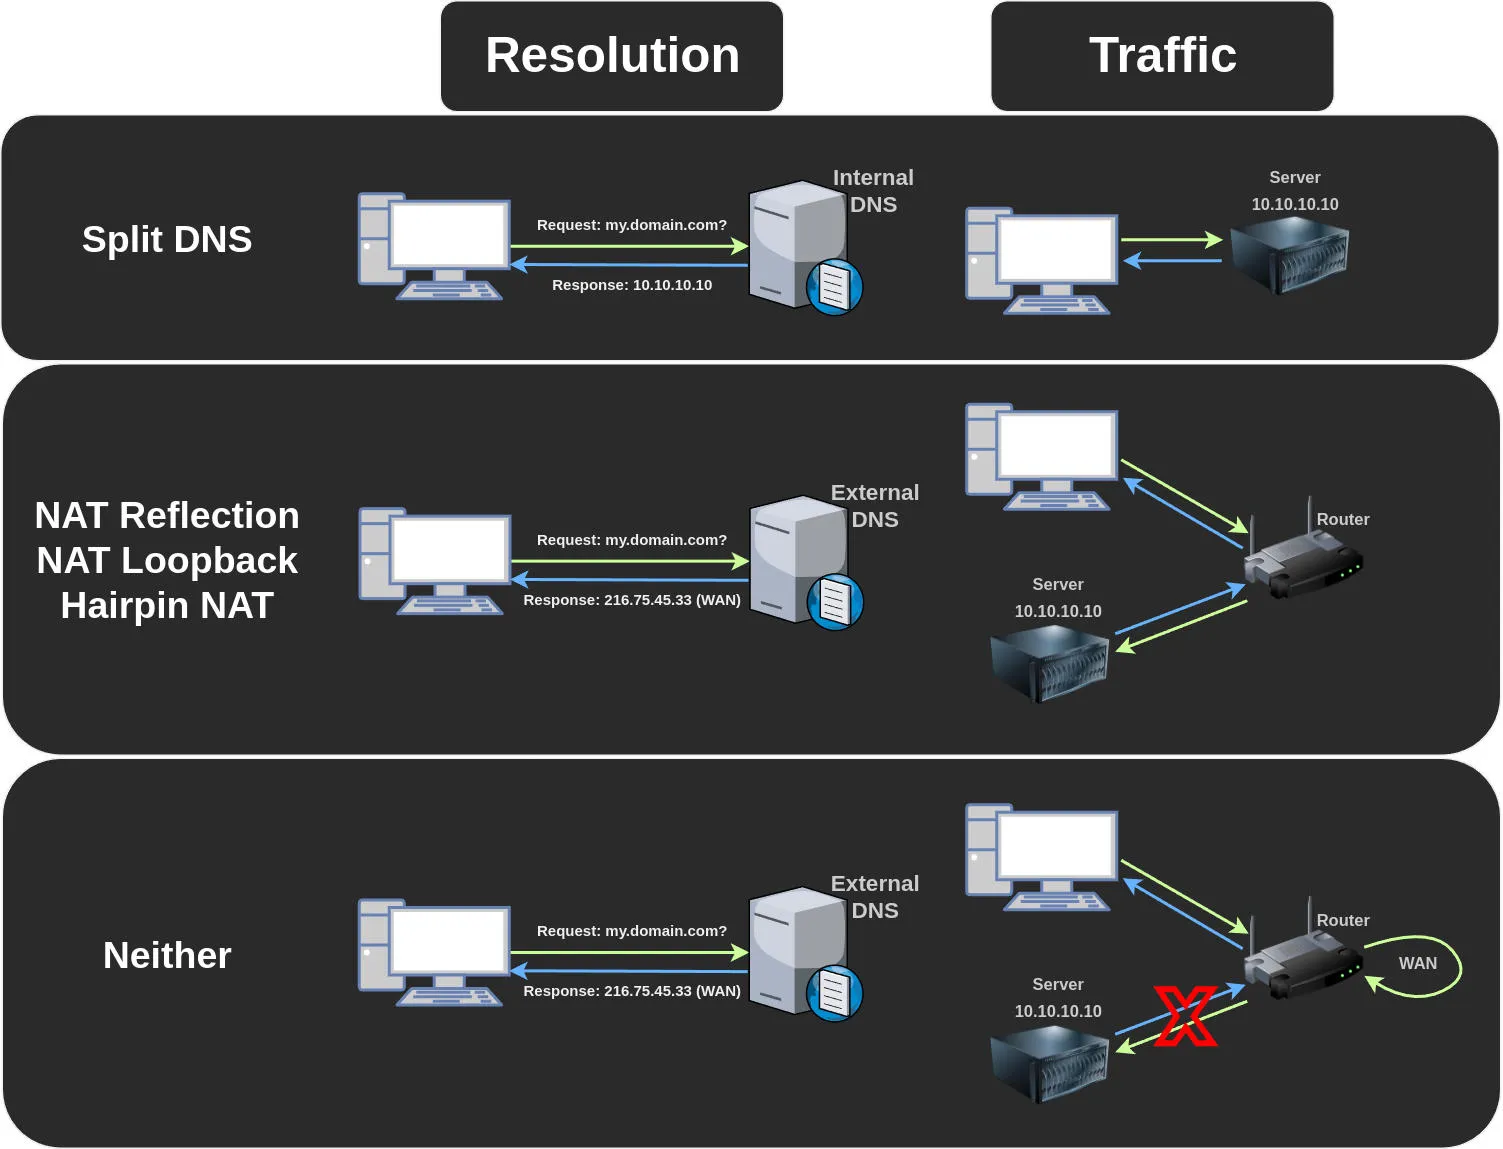 Resolution
Traffic
Split DNS
Request: my.domain.com?
Response: 10.10.10.10
Internal
DNS
Server
10.10.10.10
NAT Reflection
NAT Loopback
Hairpin NAT
Request: my.domain.com?
Response: 216.75.45.33 (WAN)
External
DNS
Router
Server
10.10.10.10
Neither
Request: my.domain.com?
Response: 216.75.45.33 (WAN)
External
DNS
Router
WAN
Server
10.10.10.10
X